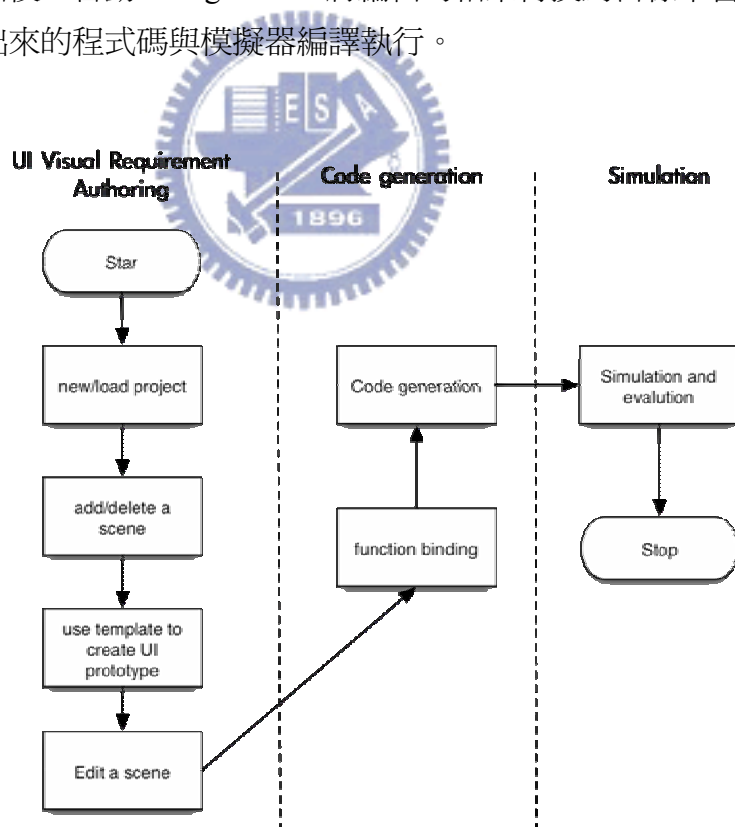 出來的程式碼與模擬器編譯執行。
E S A
1896
UI Visual Requirement
Authoring
Code generation
Simulation
Star
new/load project
add/delete a
scene
use template to
create UI
prototype
Edit a scene
Code generation
function binding
Simulation and
evalution
Stop